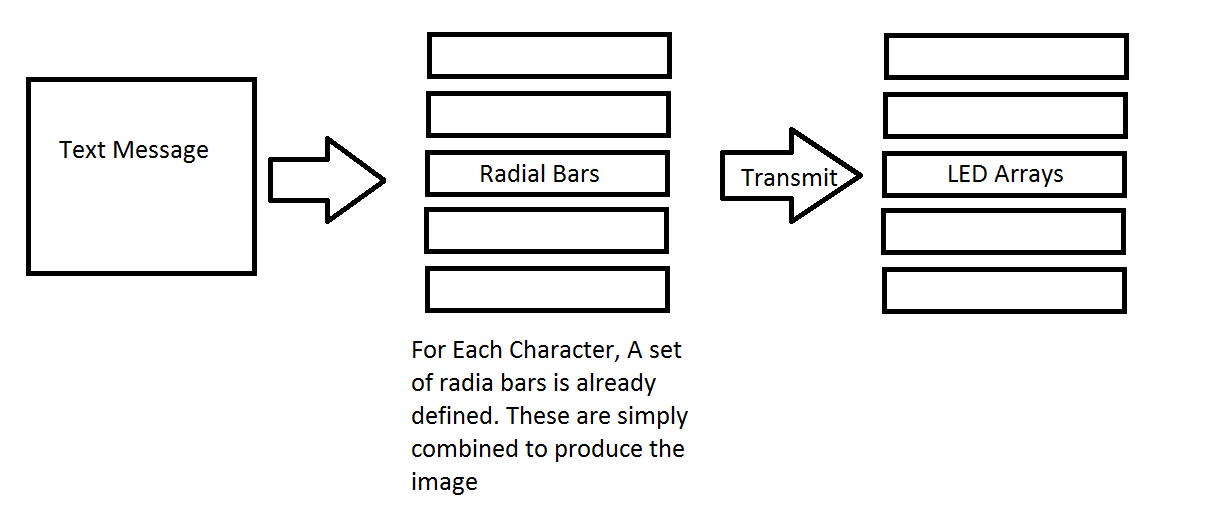 Text Message
Radial Bars
Transmit
LED Arrays
For Each Character, A set
of radia bars is already
defined. These are simply
combined to produce the
image